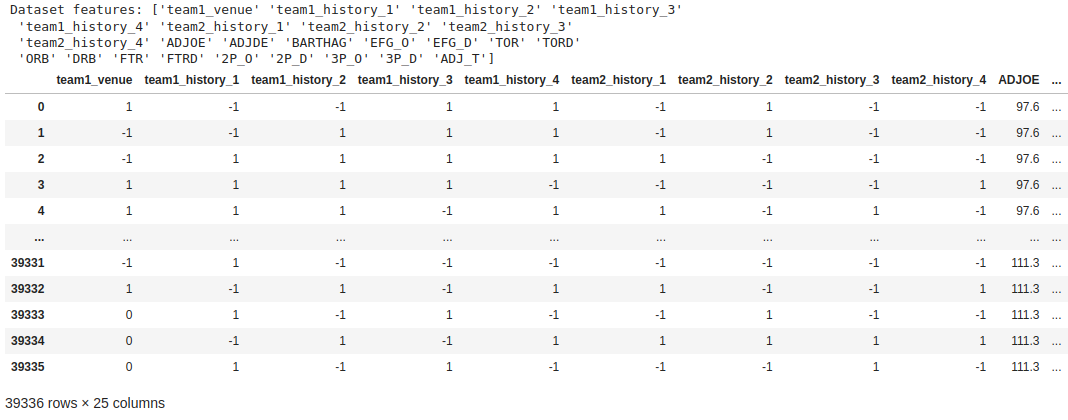 Dataset features: ['team1_venue' 'team1_history_1' 'team1_history_2' 'team1_history_3'
'team1_history_4' 'team2_history_1' 'team2_history_2' 'team2_history_3'
'team2_history_4' 'ADJOE' 'ADJDE' 'BARTHAG' 'EFG_O' 'EFG_D' 'TOR' 'TORD'
'ORB' 'DRB' 'FTR' 'FTRD' '2P_O' '2P_D' '3P_O' '3P_D' 'ADJ_T']
team1_venue team1_history_1 team1_history_2 team1_history_3 team1_history_4 team2_history_1 team2_history_2 team2_history_3 team2_history_4 ADJOE ...
0 1 -1 -1 1 1 -1 1 -1 -1 97.6 ...
1 -1 -1 1 1 1 -1 1 -1 -1 97.6 ...
2 -1 1 1 1 1 1 -1 -1 -1 97.6 ...
3 1 1 1 1 -1 -1 -1 -1 1 97.6 ...
4 1 1 1 -1 1 1 -1 1 -1 97.6 ...
... ... ... ... ... ... ... ... ... ... ... ...
39331 -1 1 -1 -1 -1 -1 -1 -1 -1 111.3 ...
39332 1 -1 1 -1 1 1 -1 -1 1 111.3 ...
39333 0 1 -1 1 -1 -1 1 -1 -1 111.3 ...
39334 0 -1 1 -1 1 1 1 1 1 111.3 ...
39335 0 1 -1 1 -1 -1 -1 1 -1 111.3 ...
39336 rows × 25 columns